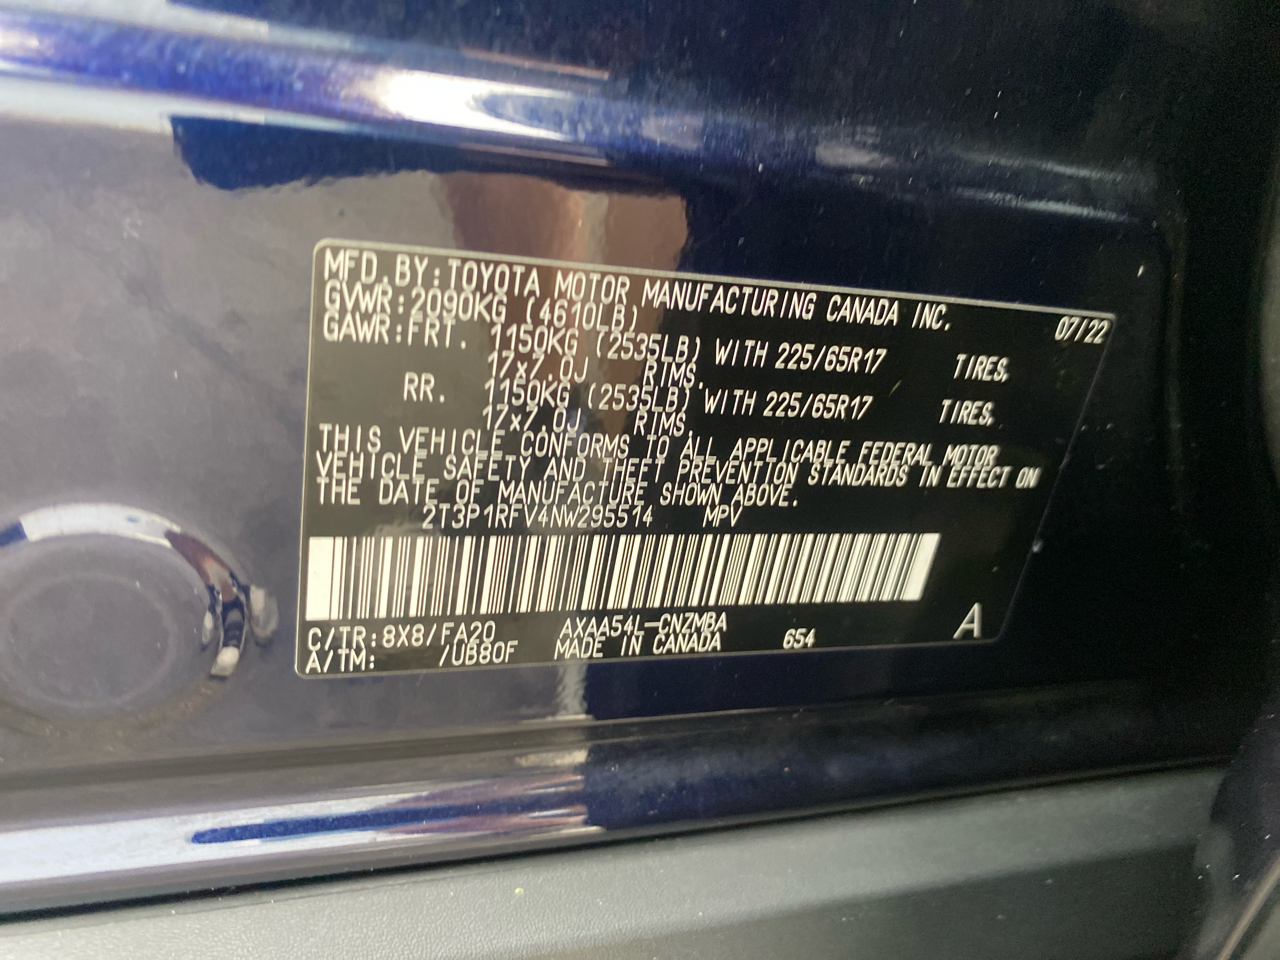 MFD.BY:TOYOTA MOTOR MANUFACTURING CANADA INC. 07/22
GVWR:2090KG (4610LB)
GAWR:FRT. 1150KG (2535LB) WITH 225/65R17 TIRES,
17x7.0J RIMS.
RR. 1150KG (2535LB) WITH 225/65R17 TIRES,
17x7.0J RIMS
THIS VEHICLE CONFORMS TO ALL APPLICABLE FEDERAL MOTOR
VEHICLE SAFETY AND THEFT PREVENTION STANDARDS IN EFFECT ON
THE DATE OF MANUFACTURE SHOWN ABOVE.
2T3P1RFV4NW295514 MPV
C/TR:8X8/FA20 AXAA54L-CNZMBA 654 A
A/TM: /UB80F MADE IN CANADA